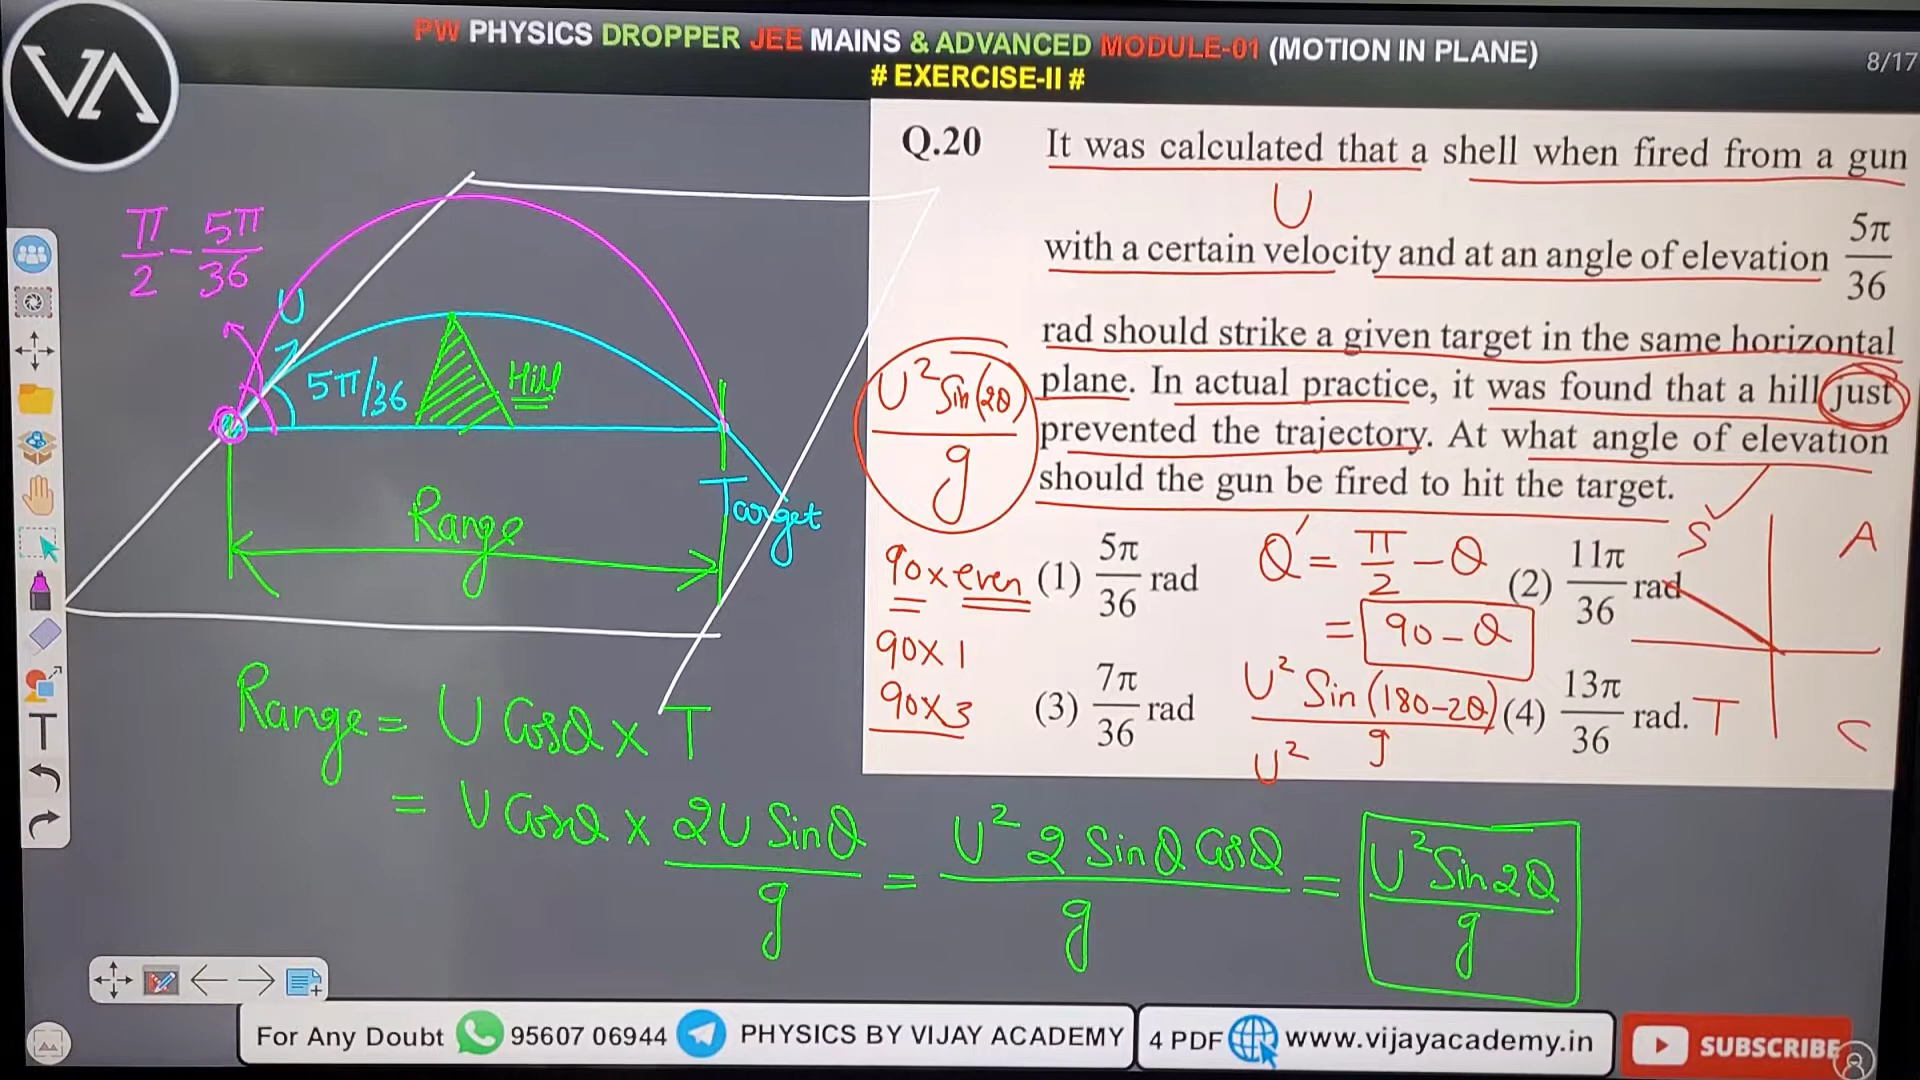 PW PHYSICS DROPPER JEE MAINS & ADVANCED MODULE-01 (MOTION IN PLANE)
# EXERCISE-II #
8/17
VA
Q.20 It was calculated that a shell when fired from a gun
U
with a certain velocity and at an angle of elevation 5π/36
rad should strike a given target in the same horizontal
plane. In actual practice, it was found that a hill just
prevented the trajectory. At what angle of elevation
should the gun be fired to hit the target.
(1) 5π/36 rad
(2) 11π/36 rad
(3) 7π/36 rad
(4) 13π/36 rad.
π/2 - 5π/36
U
5π/36
Hill
Target
Range
U² Sin(2θ)/g
90 x even
90 x 1
90 x 3
θ' = π/2 - θ
= 90 - θ
U² Sin(180-2θ)/g
U²
S A
T C
Range = U Cosθ x T
= U Cosθ x 2U Sinθ/g = U² 2 Sinθ Cosθ/g = U² Sin2θ/g
T
For Any Doubt 95607 06944 PHYSICS BY VIJAY ACADEMY
4 PDF www.vijayacademy.in
SUBSCRIBE